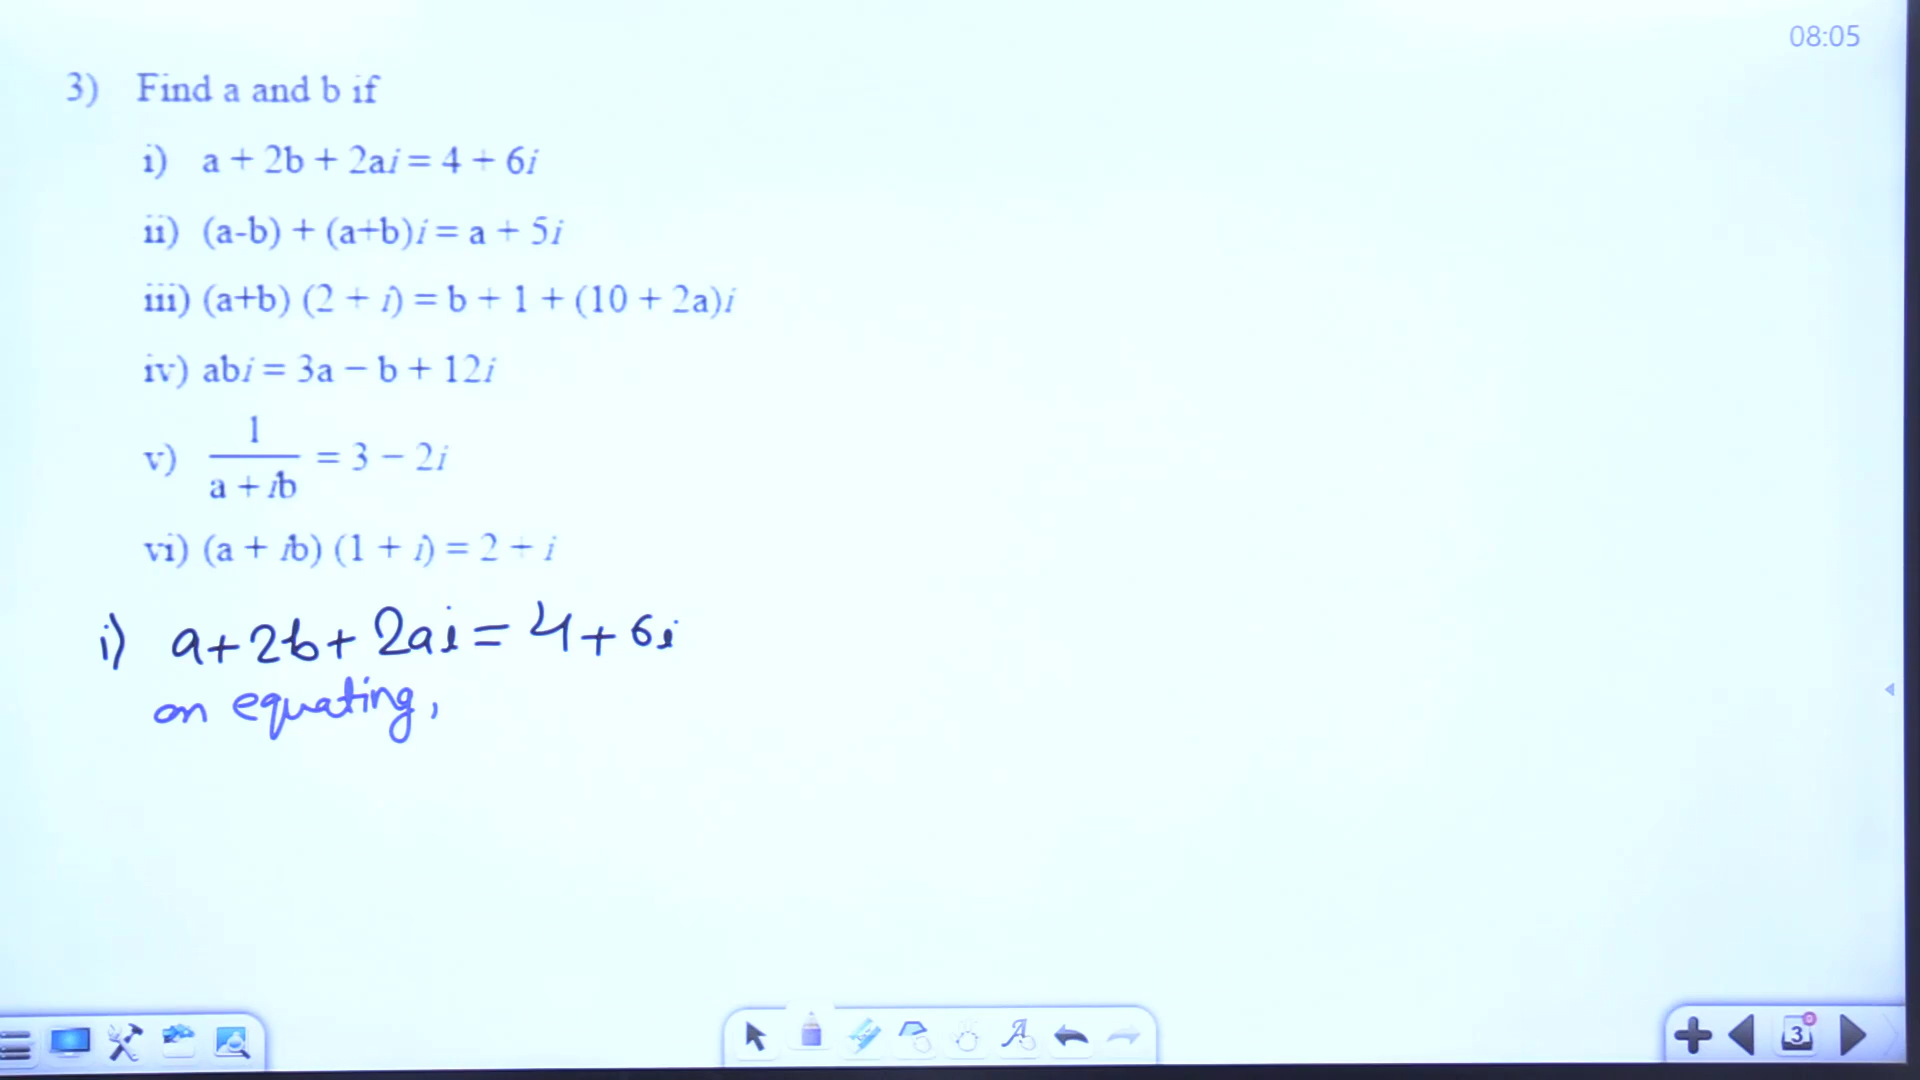 08:05
3) Find a and b if
i) a + 2b + 2ai = 4 + 6i
ii) (a-b) + (a+b)i = a + 5i
iii) (a+b) (2 + i) = b + 1 + (10 + 2a)i
iv) abi = 3a − b + 12i
v) 1 / (a + ib) = 3 − 2i
vi) (a + ib) (1 + i) = 2 + i
i) a+2b+2ai = 4+6i
on equating,
3